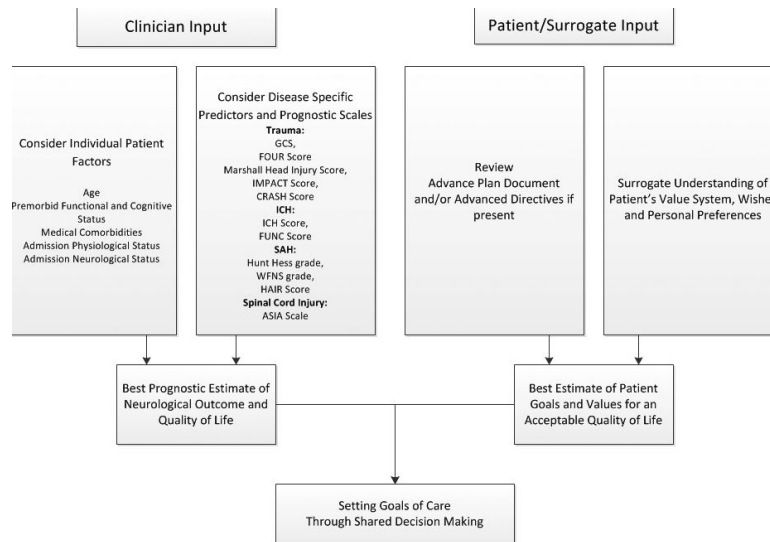 Clinician Input
Patient/Surrogate Input
Consider Individual Patient
Factors
Age
Premorbid Functional and Cognitive
Status
Medical Comorbidities
Admission Physiological Status
Admission Neurological Status
Consider Disease Specific
Predictors and Prognostic Scales
Trauma:
GCS,
FOUR Score
Marshall Head Injury Score,
IMPACT Score,
CRASH Score
ICH:
ICH Score,
FUNC Score
SAH:
Hunt Hess grade,
WFNS grade,
HAIR Score
Spinal Cord Injury:
ASIA Scale
Review
Advance Plan Document
and/or Advanced Directives if
present
Surrogate Understanding of
Patient's Value System, Wishe
and Personal Preferences
Best Prognostic Estimate of
Neurological Outcome and
Quality of Life
Best Estimate of Patient
Goals and Values for an
Acceptable Quality of Life
Setting Goals of Care
Through Shared Decision Making